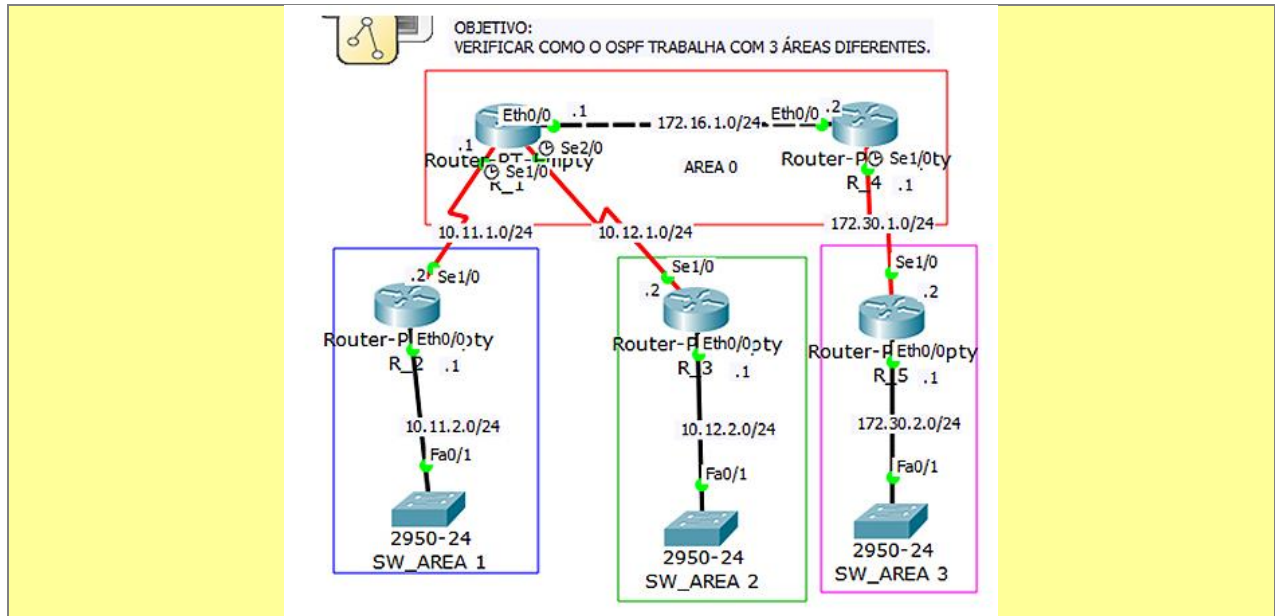 OBJETIVO:
VERIFICAR COMO O OSPF TRABALHA COM 3 ÁREAS DIFERENTES.
Eth0/0
.1
172.16.1.0/24
Eth0/0
.2
.1
Se2/0
Se1/0
R_1
AREA 0
Se1/0
R_4
.1
10.11.1.0/24
10.12.1.0/24
172.30.1.0/24
.2
Se1/0
Se1/0
.2
Se1/0
.2
Eth0/0
R_2
.1
Eth0/0
R_3
.1
Eth0/0
R_5
.1
10.11.2.0/24
10.12.2.0/24
172.30.2.0/24
Fa0/1
Fa0/1
Fa0/1
2950-24
SW_AREA 1
2950-24
SW_AREA 2
2950-24
SW_AREA 3